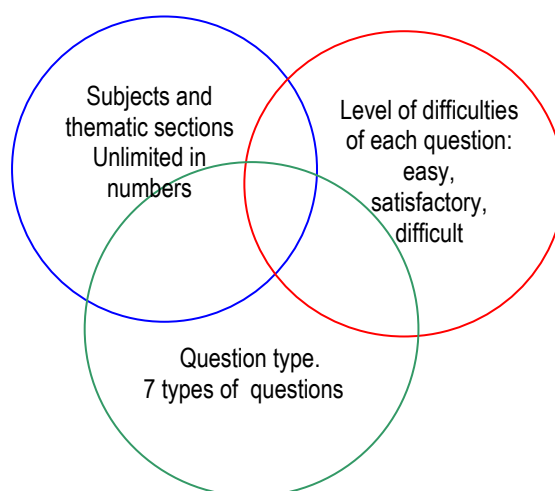 Subjects and
thematic sections
Unlimited in
numbers
Level of difficulties
of each question:
easy,
satisfactory,
difficult
Question type.
7 types of questions